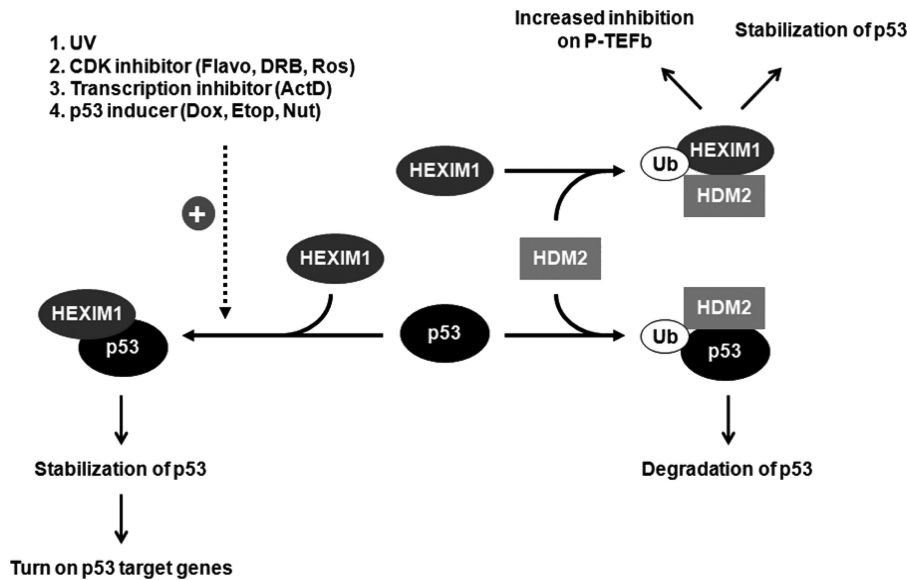 Increased inhibition
on P-TEFb
Stabilization of p53
1. UV
2. CDK inhibitor (Flavo, DRB, Ros)
3. Transcription inhibitor (ActD)
4. p53 inducer (Dox, Etop, Nut)
HEXIM1
Ub
HEXIM1
HDM2
+
HEXIM1
HDM2
HEXIM1
p53
p53
Ub
HDM2
p53
Stabilization of p53
Degradation of p53
Turn on p53 target genes